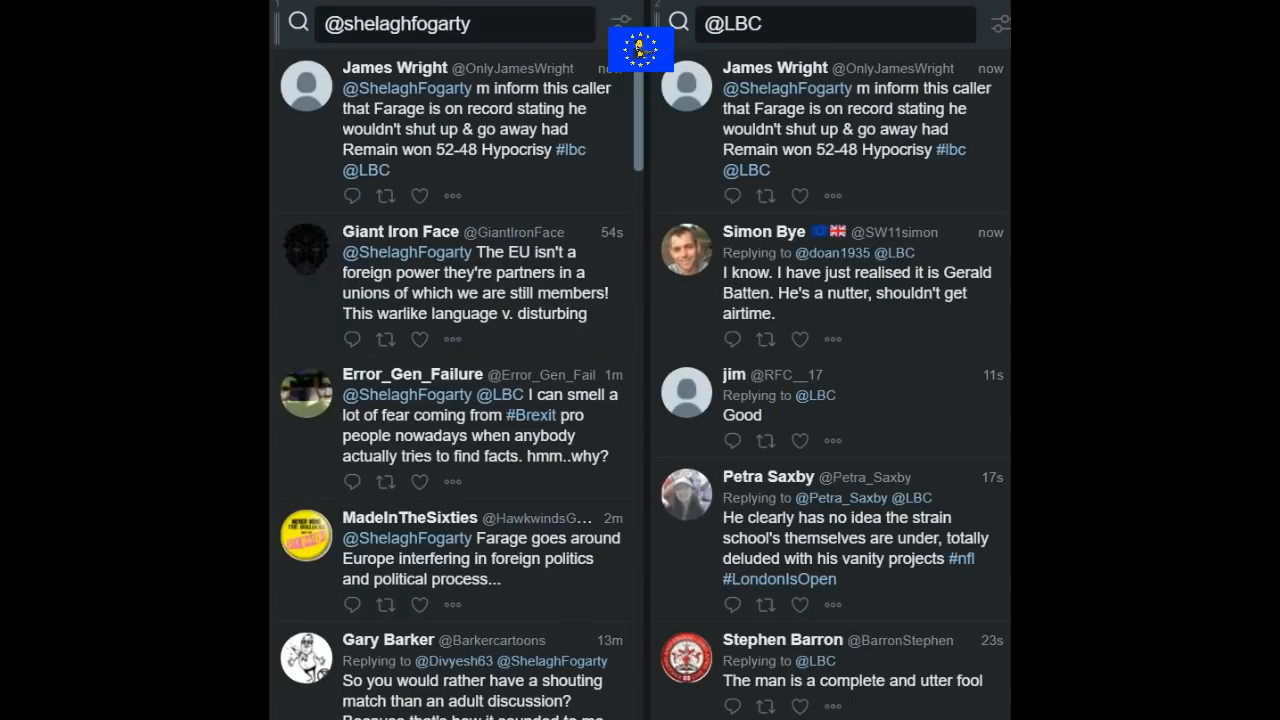 @shelaghfogarty
James Wright @OnlyJamesWright
@ShelaghFogarty m inform this caller
that Farage is on record stating he
wouldn't shut up & go away had
Remain won 52-48 Hypocrisy #lbc
@LBC
Giant Iron Face @GiantIronFace 54s
@ShelaghFogarty The EU isn't a
foreign power they're partners in a
unions of which we are still members!
This warlike language v. disturbing
Error_Gen_Failure @Error_Gen_Fail 1m
@ShelaghFogarty @LBC I can smell a
lot of fear coming from #Brexit pro
people nowadays when anybody
actually tries to find facts. hmm..why?
MadeInTheSixties @HawkwindsG... 2m
@ShelaghFogarty Farage goes around
Europe interfering in foreign politics
and political process...
Gary Barker @Barkercartoons 13m
Replying to @Divyesh63 @ShelaghFogarty
So you would rather have a shouting
match than an adult discussion?
Because that's how it sounded to me
@LBC
James Wright @OnlyJamesWright now
@ShelaghFogarty m inform this caller
that Farage is on record stating he
wouldn't shut up & go away had
Remain won 52-48 Hypocrisy #lbc
@LBC
Simon Bye @SW11simon now
Replying to @doan1935 @LBC
I know. I have just realised it is Gerald
Batten. He's a nutter, shouldn't get
airtime.
jim @RFC__17 11s
Replying to @LBC
Good
Petra Saxby @Petra_Saxby 17s
Replying to @Petra_Saxby @LBC
He clearly has no idea the strain
school's themselves are under, totally
deluded with his vanity projects #nfl
#LondonIsOpen
Stephen Barron @BarronStephen 23s
Replying to @LBC
The man is a complete and utter fool